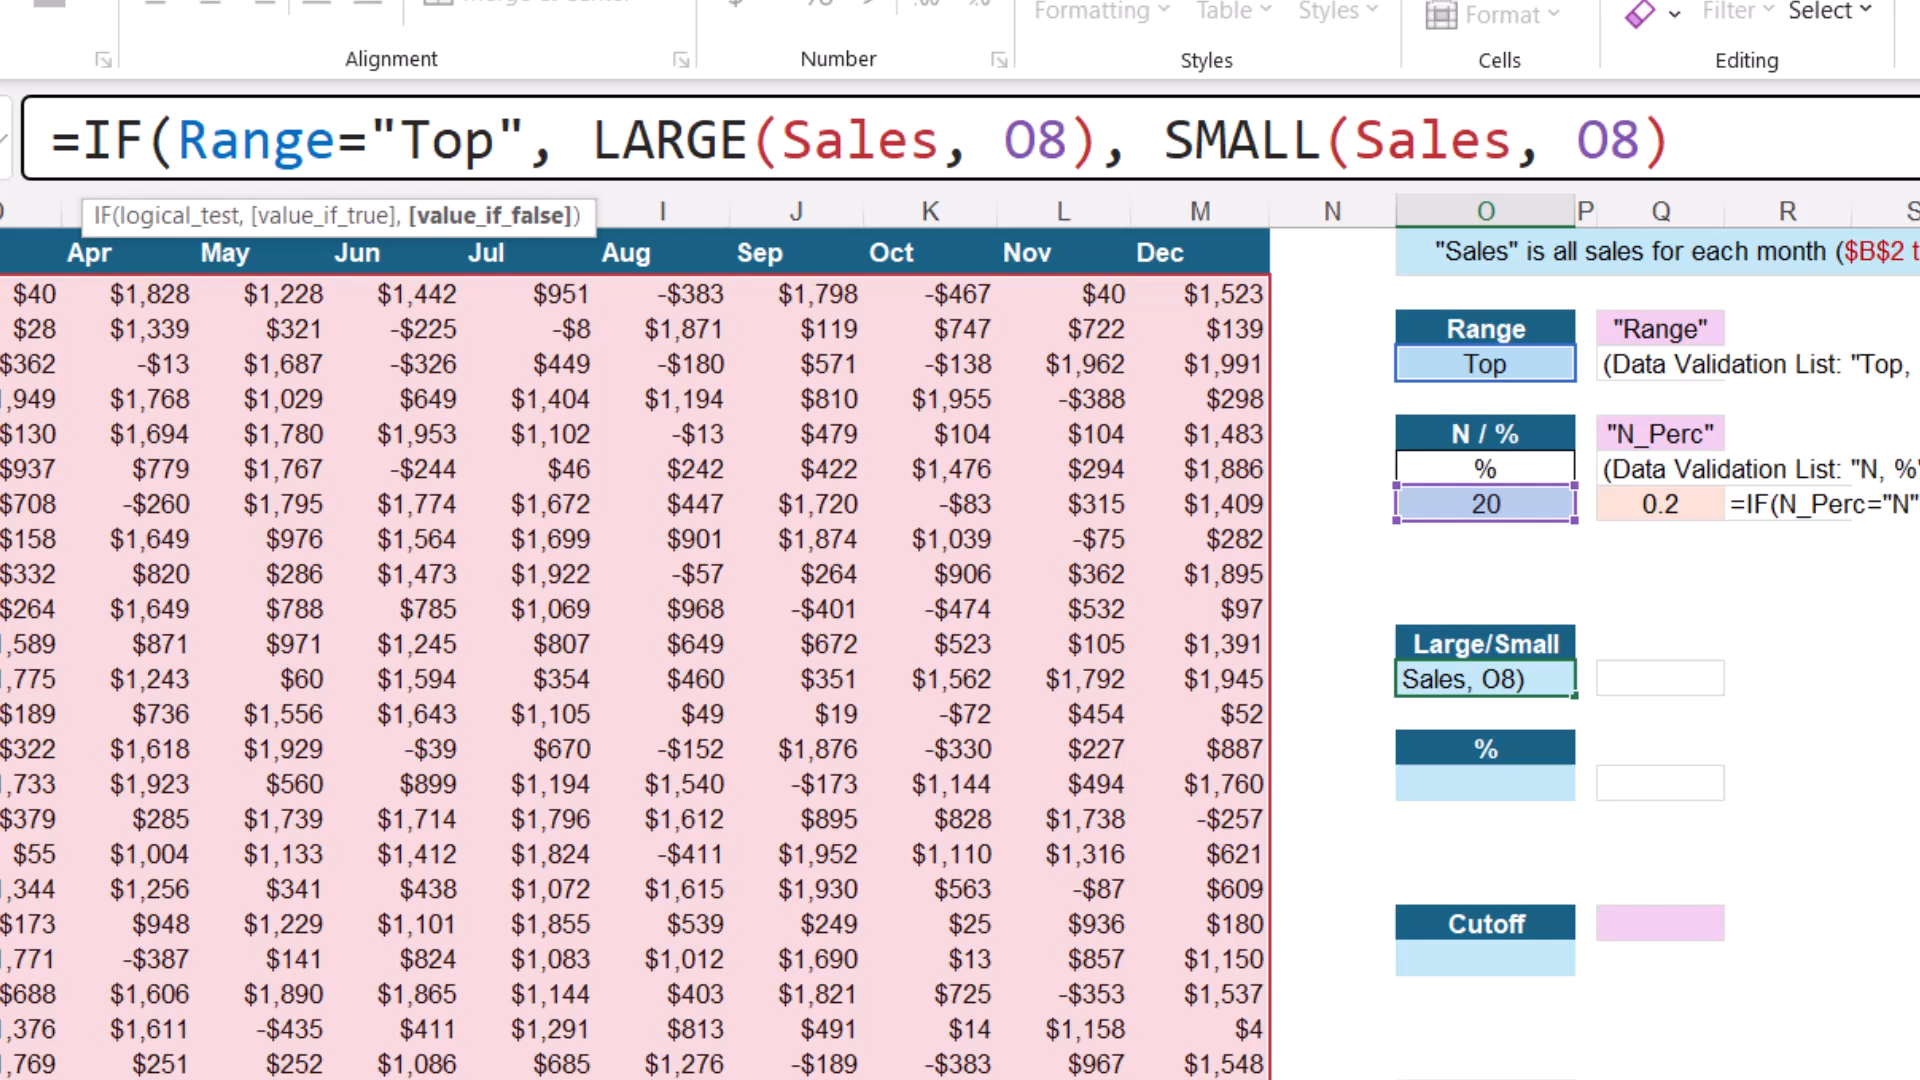 Formatting Table Styles Format Filter Select
Alignment Number Styles Cells Editing
=IF(Range="Top", LARGE(Sales, O8), SMALL(Sales, O8)
IF(logical_test, [value_if_true], [value_if_false])
I J K L M N O P Q R S
Apr May Jun Jul Aug Sep Oct Nov Dec "Sales" is all sales for each month ($B$2 t
$40 $1,828 $1,228 $1,442 $951 -$383 $1,798 -$467 $40 $1,523
$28 $1,339 $321 -$225 -$8 $1,871 $119 $747 $722 $139 Range "Range"
$362 -$13 $1,687 -$326 $449 -$180 $571 -$138 $1,962 $1,991 Top (Data Validation List: "Top,
,949 $1,768 $1,029 $649 $1,404 $1,194 $810 $1,955 -$388 $298
$130 $1,694 $1,780 $1,953 $1,102 -$13 $479 $104 $104 $1,483 N / % "N_Perc"
$937 $779 $1,767 -$244 $46 $242 $422 $1,476 $294 $1,886 % (Data Validation List: "N, %"
$708 -$260 $1,795 $1,774 $1,672 $447 $1,720 -$83 $315 $1,409 20 0.2 =IF(N_Perc="N"
$158 $1,649 $976 $1,564 $1,699 $901 $1,874 $1,039 -$75 $282
$332 $820 $286 $1,473 $1,922 -$57 $264 $906 $362 $1,895
$264 $1,649 $788 $785 $1,069 $968 -$401 -$474 $532 $97
,589 $871 $971 $1,245 $807 $649 $672 $523 $105 $1,391 Large/Small
,775 $1,243 $60 $1,594 $354 $460 $351 $1,562 $1,792 $1,945 Sales, O8)
$189 $736 $1,556 $1,643 $1,105 $49 $19 -$72 $454 $52
$322 $1,618 $1,929 -$39 $670 -$152 $1,876 -$330 $227 $887 %
,733 $1,923 $560 $899 $1,194 $1,540 -$173 $1,144 $494 $1,760
$379 $285 $1,739 $1,714 $1,796 $1,612 $895 $828 $1,738 -$257
$55 $1,004 $1,133 $1,412 $1,824 -$411 $1,952 $1,110 $1,316 $621
,344 $1,256 $341 $438 $1,072 $1,615 $1,930 $563 -$87 $609
$173 $948 $1,229 $1,101 $1,855 $539 $249 $25 $936 $180 Cutoff
,771 -$387 $141 $824 $1,083 $1,012 $1,690 $13 $857 $1,150
$688 $1,606 $1,890 $1,865 $1,144 $403 $1,821 $725 -$353 $1,537
,376 $1,611 -$435 $411 $1,291 $813 $491 $14 $1,158 $4
,769 $251 $252 $1,086 $685 $1,276 -$189 -$383 $967 $1,548